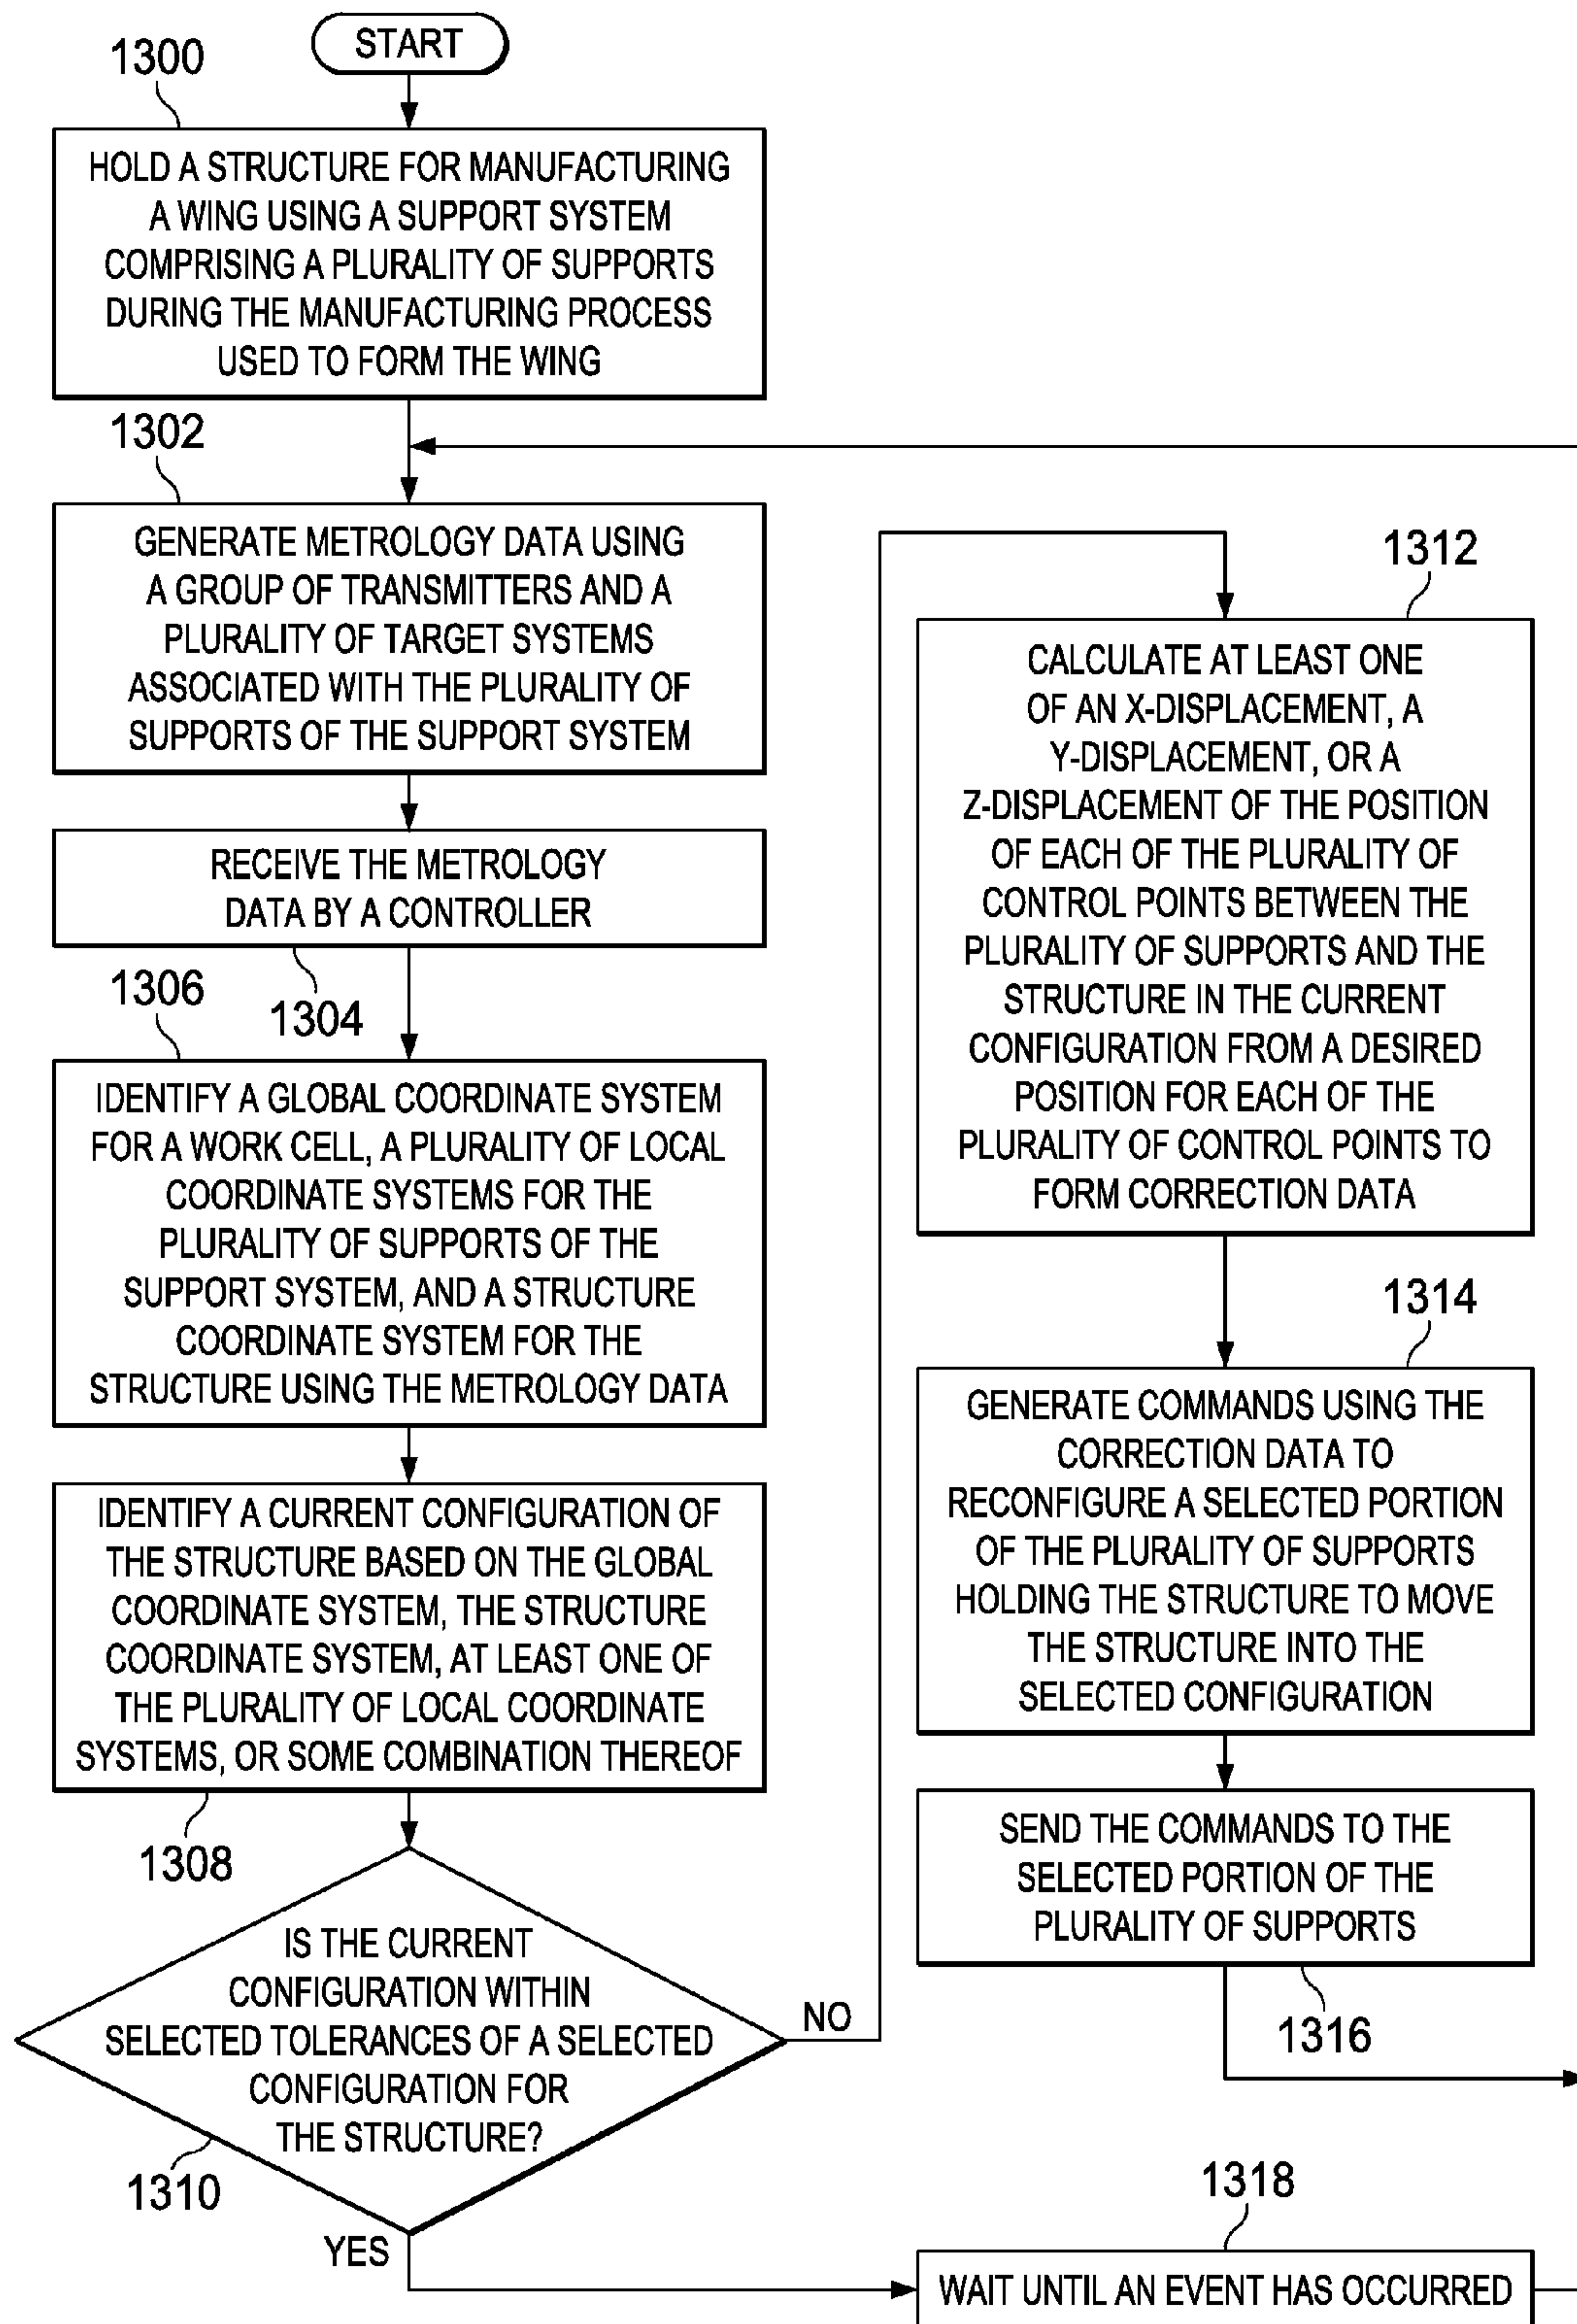 START
1300
HOLD A STRUCTURE FOR MANUFACTURING
A WING USING A SUPPORT SYSTEM
COMPRISING A PLURALITY OF SUPPORTS
DURING THE MANUFACTURING PROCESS
USED TO FORM THE WING
1302
GENERATE METROLOGY DATA USING
A GROUP OF TRANSMITTERS AND A
PLURALITY OF TARGET SYSTEMS
ASSOCIATED WITH THE PLURALITY OF
SUPPORTS OF THE SUPPORT SYSTEM
RECEIVE THE METROLOGY
DATA BY A CONTROLLER
1304
1306
IDENTIFY A GLOBAL COORDINATE SYSTEM
FOR A WORK CELL, A PLURALITY OF LOCAL
COORDINATE SYSTEMS FOR THE
PLURALITY OF SUPPORTS OF THE
SUPPORT SYSTEM, AND A STRUCTURE
COORDINATE SYSTEM FOR THE
STRUCTURE USING THE METROLOGY DATA
IDENTIFY A CURRENT CONFIGURATION OF
THE STRUCTURE BASED ON THE GLOBAL
COORDINATE SYSTEM, THE STRUCTURE
COORDINATE SYSTEM, AT LEAST ONE OF
THE PLURALITY OF LOCAL COORDINATE
SYSTEMS, OR SOME COMBINATION THEREOF
1308
IS THE CURRENT
CONFIGURATION WITHIN
SELECTED TOLERANCES OF A SELECTED
CONFIGURATION FOR
THE STRUCTURE?
1310
NO
YES
1312
CALCULATE AT LEAST ONE
OF AN X-DISPLACEMENT, A
Y-DISPLACEMENT, OR A
Z-DISPLACEMENT OF THE POSITION
OF EACH OF THE PLURALITY OF
CONTROL POINTS BETWEEN THE
PLURALITY OF SUPPORTS AND THE
STRUCTURE IN THE CURRENT
CONFIGURATION FROM A DESIRED
POSITION FOR EACH OF THE
PLURALITY OF CONTROL POINTS TO
FORM CORRECTION DATA
1314
GENERATE COMMANDS USING THE
CORRECTION DATA TO
RECONFIGURE A SELECTED PORTION
OF THE PLURALITY OF SUPPORTS
HOLDING THE STRUCTURE TO MOVE
THE STRUCTURE INTO THE
SELECTED CONFIGURATION
SEND THE COMMANDS TO THE
SELECTED PORTION OF THE
PLURALITY OF SUPPORTS
1316
1318
WAIT UNTIL AN EVENT HAS OCCURRED